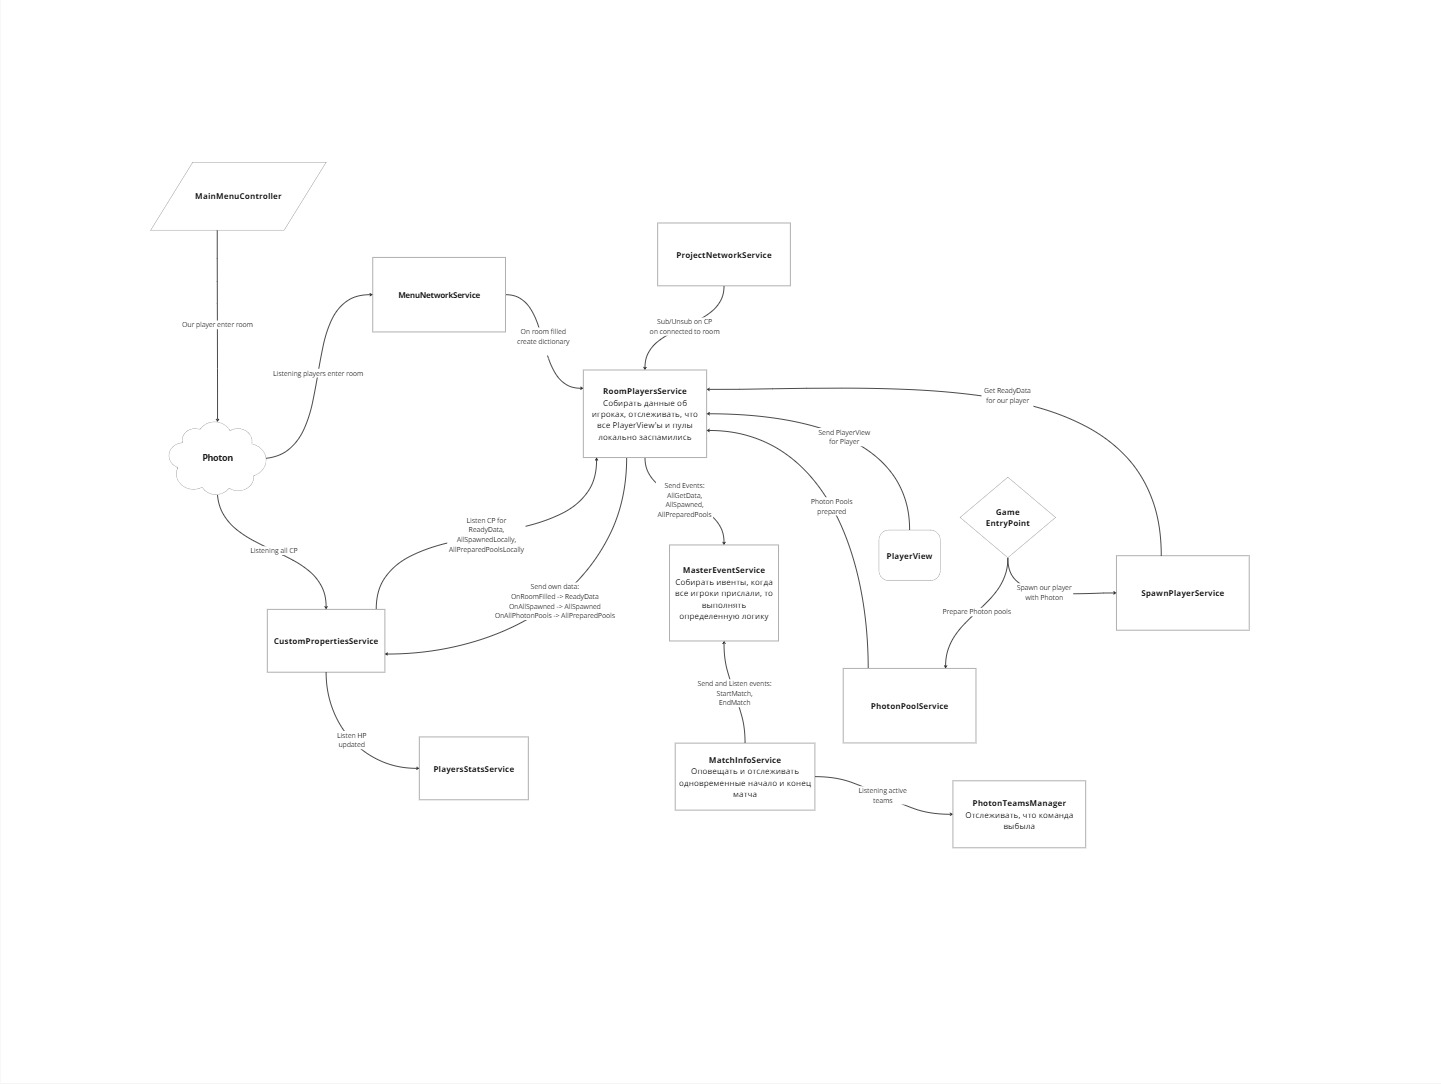 MainMenuController
ProjectNetworkService
MenuNetworkService
Our player enter room
Sub/Unsub on CP
on connected to room
On room filled
create dictionary
Listening players enter room
RoomPlayersService
Собирать данные об
игроках, отслеживать, что
все PlayerView'ы и пулы
локально заспамились
Get ReadyData
for our player
Send PlayerView
for Player
Photon
Send Events:
AllGetData,
AllSpawned,
AllPreparedPools
Photon Pools
prepared
Game
EntryPoint
Listen CP for
ReadyData,
AllSpawnedLocally,
AllPreparedPoolsLocally
Listening all CP
PlayerView
MasterEventService
Собирать ивенты, когда
все игроки прислали, то
выполнять
определенную логику
Send own data:
OnRoomFilled -> ReadyData
OnAllSpawned -> AllSpawned
OnAllPhotonPools -> AllPreparedPools
Spawn our player
with Photon
SpawnPlayerService
Prepare Photon pools
CustomPropertiesService
Send and Listen events:
StartMatch,
EndMatch
PhotonPoolService
Listen HP
updated
PlayersStatsService
MatchInfoService
Оповещать и отслеживать
одновременные начало и конец
матча
Listening active
teams
PhotonTeamsManager
Отслеживать, что команда
выбыла